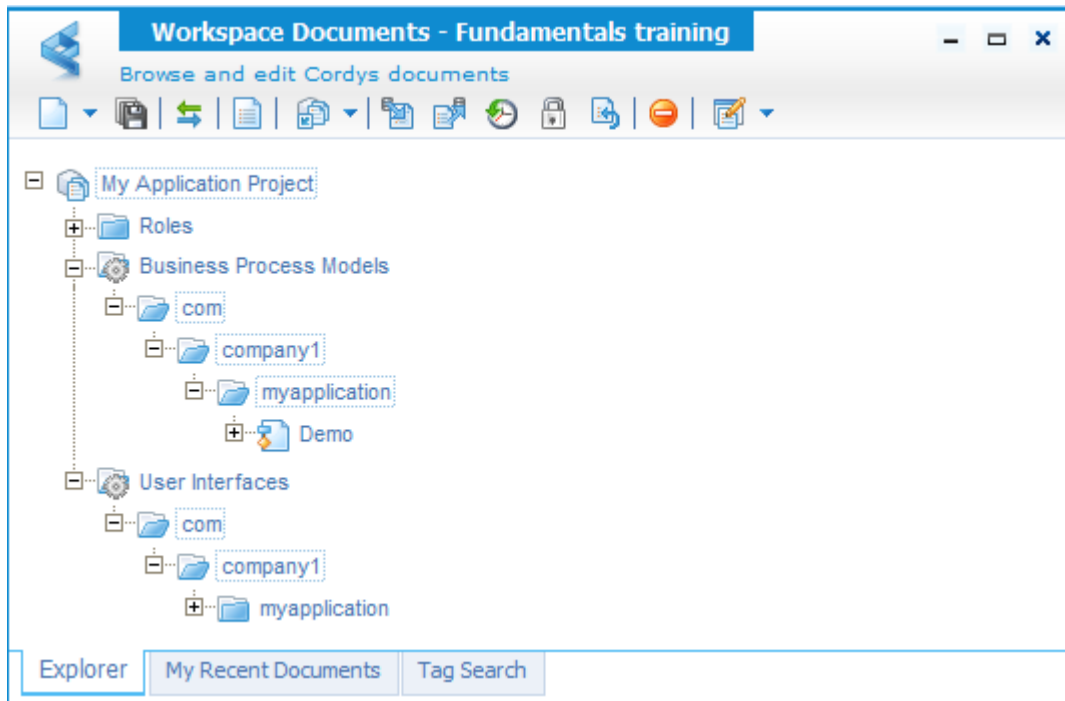 Workspace Documents - Fundamentals training
Browse and edit Cordys documents
My Application Project
Roles
Business Process Models
com
company1
myapplication
Demo
User Interfaces
com
company1
myapplication
Explorer My Recent Documents Tag Search